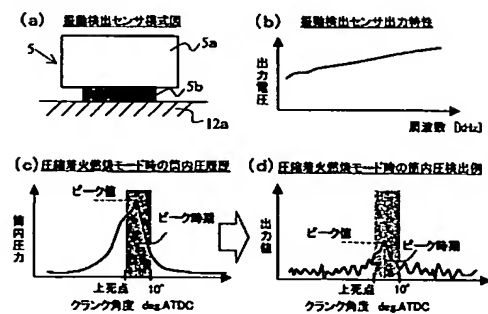 (a) 振動検出センサ模式図
5
5a
5b
12a
(b) 振動検出センサ出力特性
出力電圧
周波数 [kHz]
(c) 圧縮着火燃焼モード時の筒内圧履歴
ピーク値
ピーク時期
筒内圧力
上死点 10°
クランク角度 deg.ATDC
(d) 圧縮着火燃焼モード時の筒内圧検出例
ピーク値
ピーク時期
出力値
上死点 10°
クランク角度 deg.ATDC